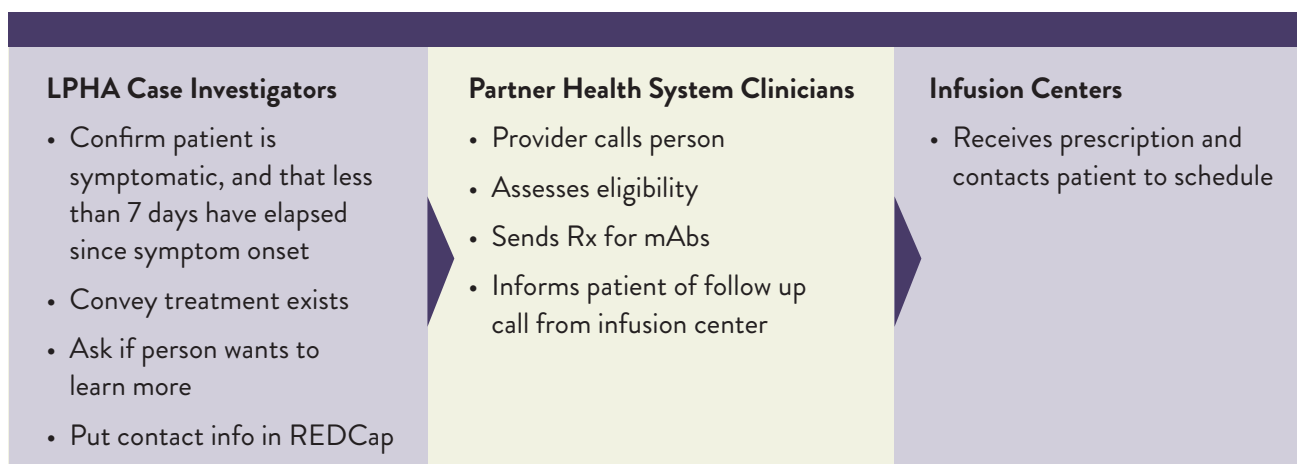 LPHA Case Investigators
• Confirm patient is
symptomatic, and that less
than 7 days have elapsed
since symptom onset
• Convey treatment exists
• Ask if person wants to
learn more
• Put contact info in REDCap
Partner Health System Clinicians
• Provider calls person
• Assesses eligibility
• Sends Rx for mAbs
• Informs patient of follow up
call from infusion center
Infusion Centers
• Receives prescription and
contacts patient to schedule